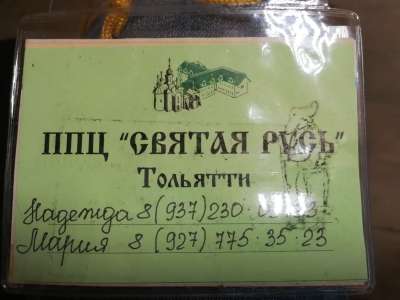 ППЦ "СВЯТАЯ РУСЬ"
Тольятти
Надежда 8 (937) 230
Мария 8 (927) 775·35·23